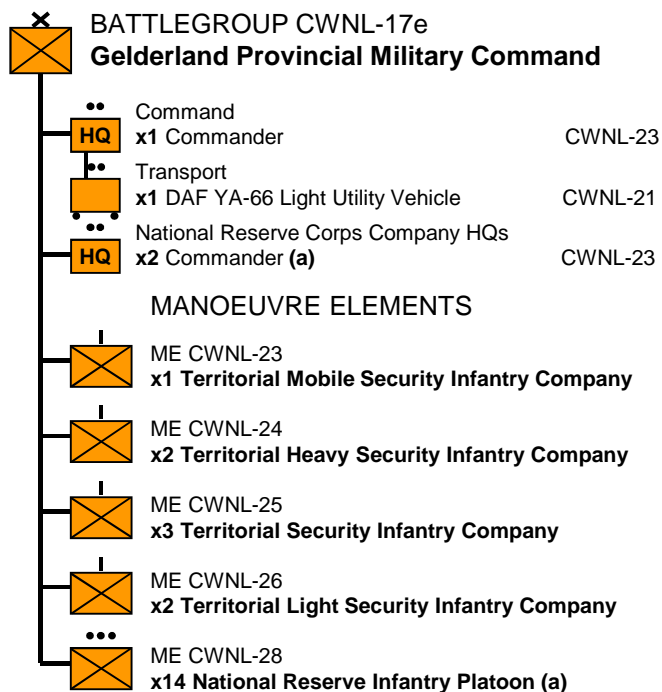 BATTLEGROUP CWNL-17e
Gelderland Provincial Military Command
Command
HQ x1 Commander CWNL-23
Transport
x1 DAF YA-66 Light Utility Vehicle CWNL-21
National Reserve Corps Company HQs
HQ x2 Commander (a) CWNL-23
MANOEUVRE ELEMENTS
ME CWNL-23
x1 Territorial Mobile Security Infantry Company
ME CWNL-24
x2 Territorial Heavy Security Infantry Company
ME CWNL-25
x3 Territorial Security Infantry Company
ME CWNL-26
x2 Territorial Light Security Infantry Company
ME CWNL-28
x14 National Reserve Infantry Platoon (a)